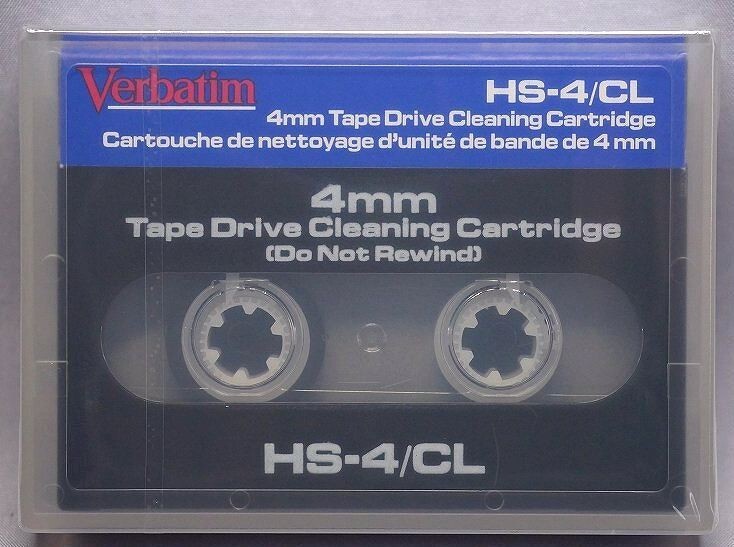 Verbatim
HS-4/CL
4mm Tape Drive Cleaning Cartridge
Cartouche de nettoyage d'unité de bande de 4 mm
4mm
Tape Drive Cleaning Cartridge
(Do Not Rewind)
HS-4/CL